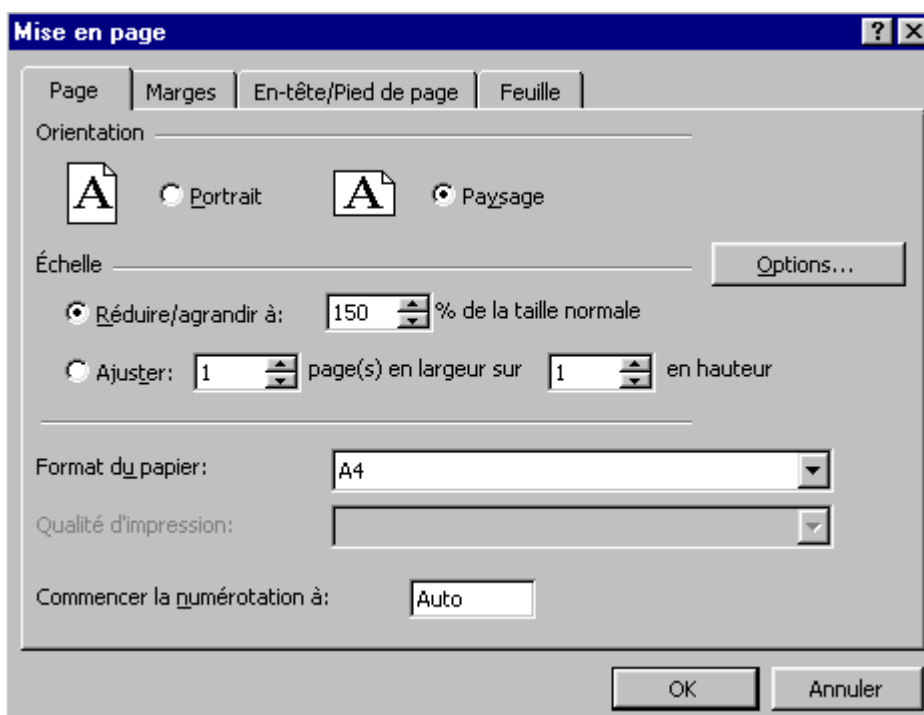 Mise en page
Page Marges En-tête/Pied de page Feuille
Orientation
A Portrait A Paysage
Échelle Options...
Réduire/agrandir à: 150 % de la taille normale
Ajuster: 1 page(s) en largeur sur 1 en hauteur
Format du papier: A4
Qualité d'impression:
Commencer la numérotation à: Auto
OK Annuler